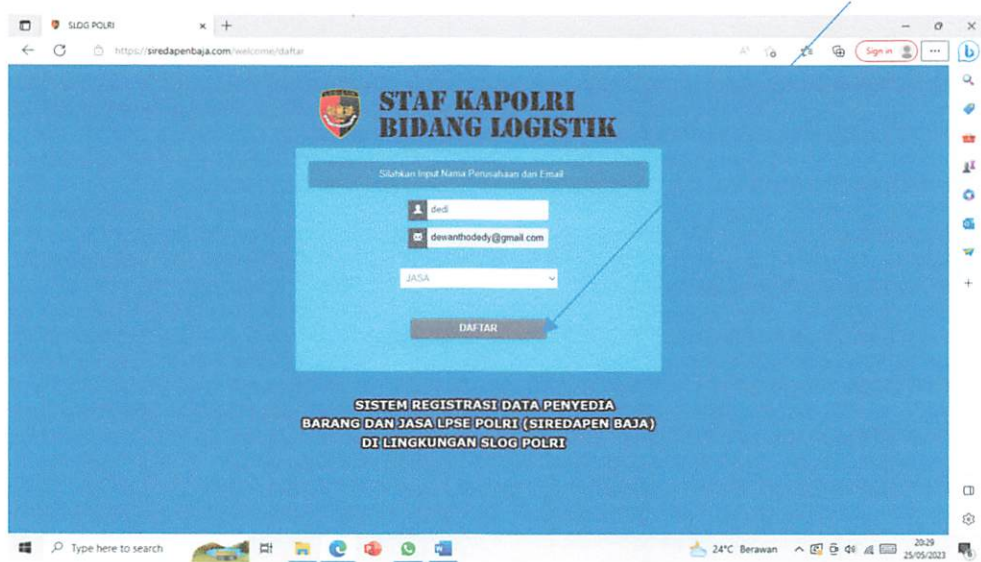 SLOG POLRI
https://siredapenbaja.com/welcome/daftar
Sign in
STAF KAPOLRI
BIDANG LOGISTIK
Silahkan Input Nama Perusahaan dan Email
dedi
dewanthodedy@gmail.com
JASA
DAFTAR
SISTEM REGISTRASI DATA PENYEDIA
BARANG DAN JASA LPSE POLRI (SIREDAPEN BAJA)
DI LINGKUNGAN SLOG POLRI
Type here to search
24°C Berawan
20:29
25/05/2023